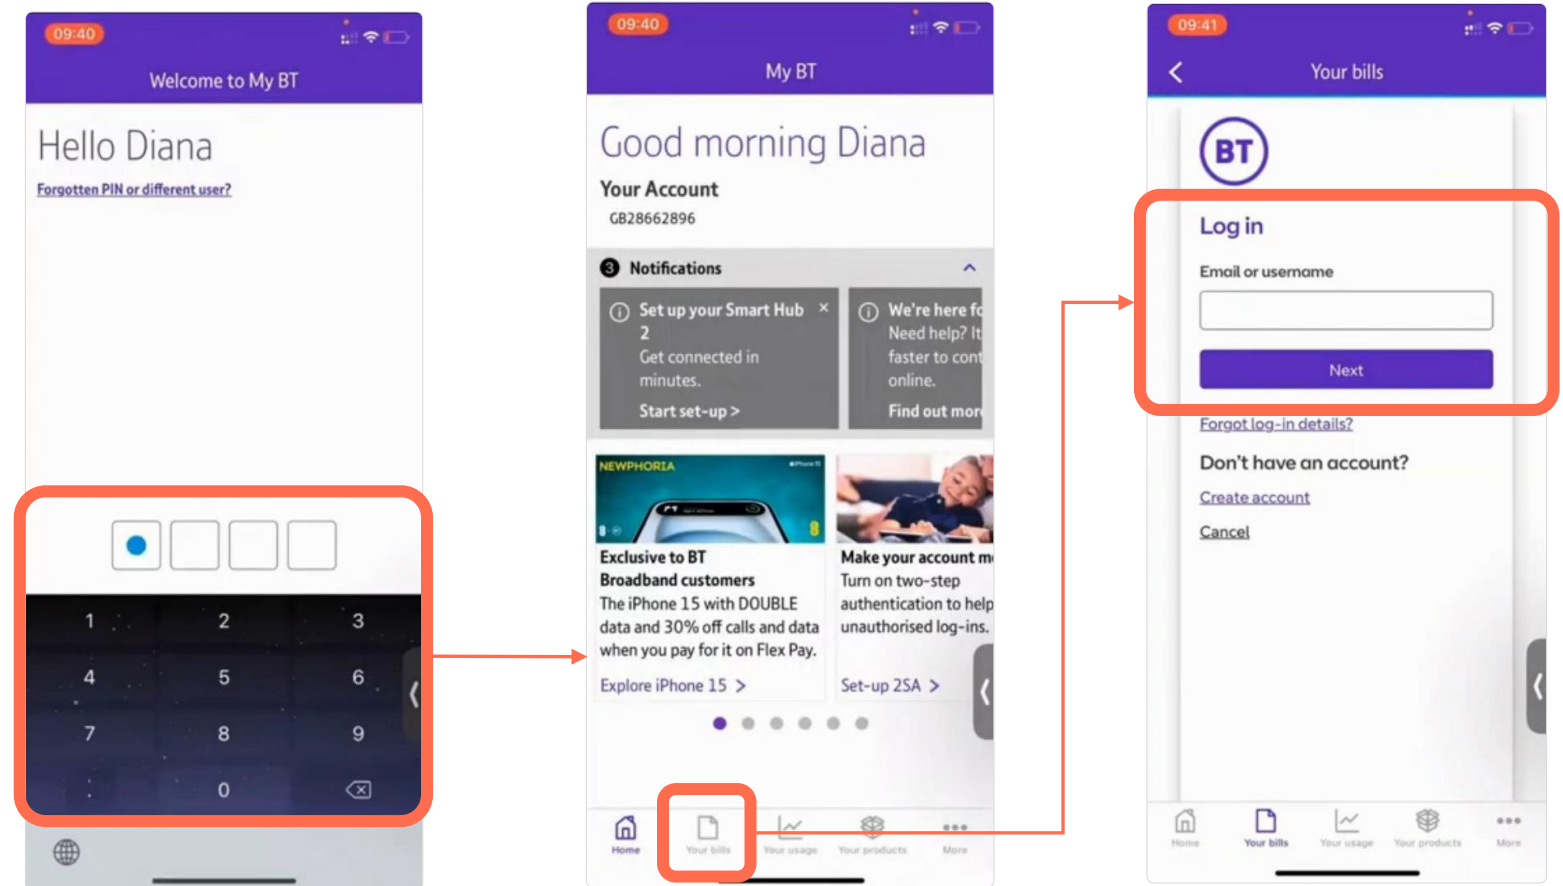 09:40
Welcome to My BT
Hello Diana
Forgotten PIN or different user?
1 2 3
4 5 6
7 8 9
. 0
09:40
My BT
Good morning Diana
Your Account
GB28662896
3 Notifications
Set up your Smart Hub
2
Get connected in
minutes.
Start set-up >
We're here fo
Need help? It
faster to cont
online.
Find out more
NEWPHORIA
iPhone 15
Exclusive to BT
Broadband customers
The iPhone 15 with DOUBLE
data and 30% off calls and data
when you pay for it on Flex Pay.
Explore iPhone 15 >
Make your account m
Turn on two-step
authentication to help
unauthorised log-ins.
Set-up 2SA >
Home Your bills Your usage Your products More
09:41
Your bills
BT
Log in
Email or username
Next
Forgot log-in details?
Don't have an account?
Create account
Cancel
Home Your bills Your usage Your products More